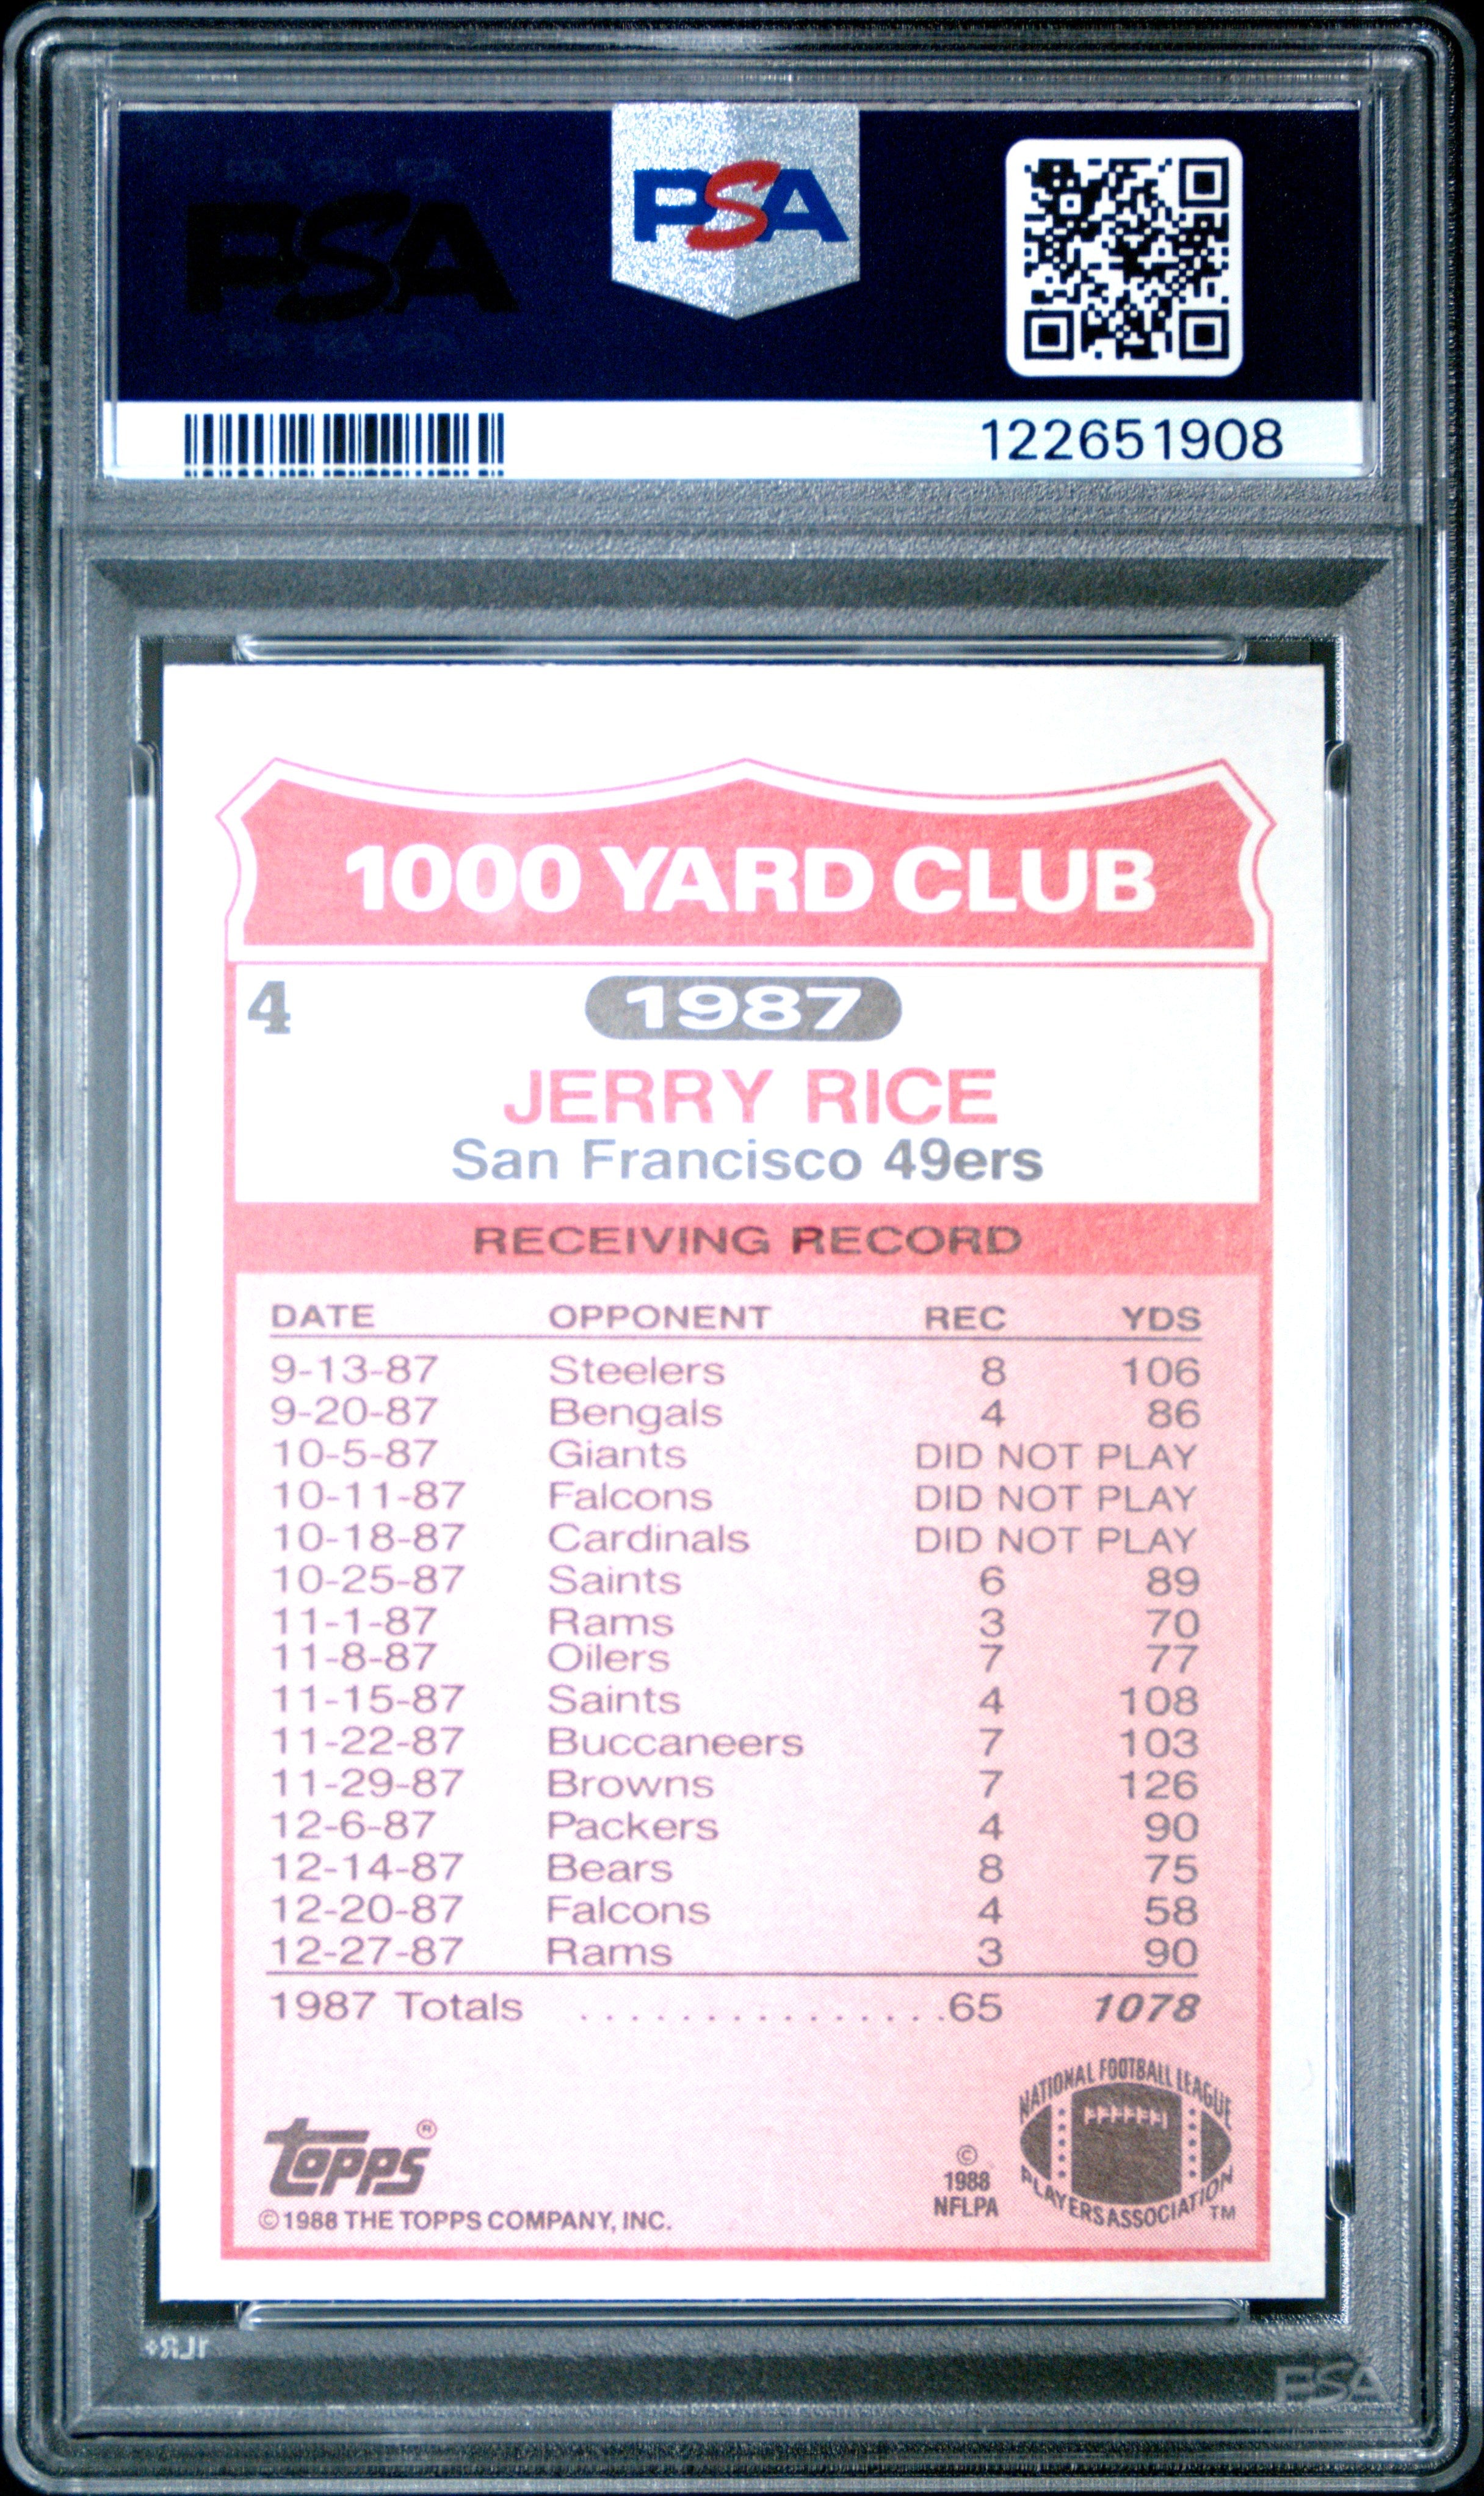 PSA
PSA
122651908
1000 YARD CLUB
4
1987
JERRY RICE
San Francisco 49ers
RECEIVING RECORD
DATE OPPONENT REC YDS
9-13-87 Steelers 8 106
9-20-87 Bengals 4 86
10-5-87 Giants DID NOT PLAY
10-11-87 Falcons DID NOT PLAY
10-18-87 Cardinals DID NOT PLAY
10-25-87 Saints 6 89
11-1-87 Rams 3 70
11-8-87 Oilers 7 77
11-15-87 Saints 4 108
11-22-87 Buccaneers 7 103
11-29-87 Browns 7 126
12-6-87 Packers 4 90
12-14-87 Bears 8 75
12-20-87 Falcons 4 58
12-27-87 Rams 3 90
1987 Totals ...............65 1078
topps®
©1988 THE TOPPS COMPANY, INC.
©
1988
NFLPA
NATIONAL FOOTBALL LEAGUE
PLAYERS ASSOCIATION
TM
1LR+
PSA